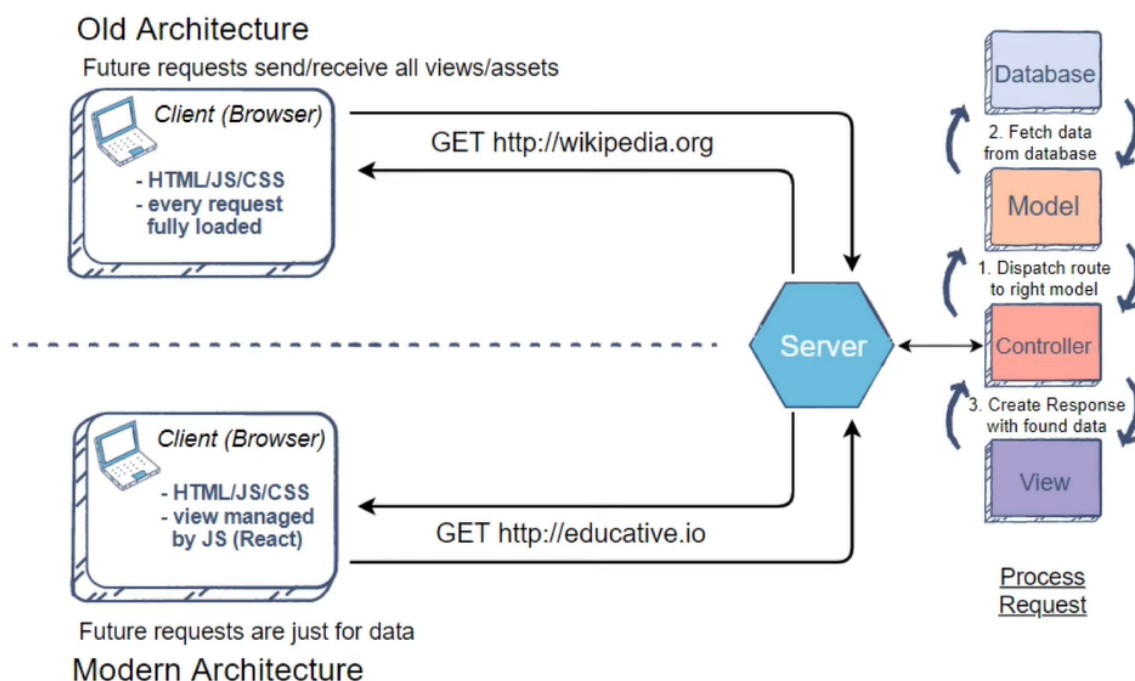 Old Architecture
Future requests send/receive all views/assets
Client (Browser)
- HTML/JS/CSS
- every request
fully loaded
GET http://wikipedia.org
Server
Client (Browser)
- HTML/JS/CSS
- view managed
by JS (React)
GET http://educative.io
Future requests are just for data
Modern Architecture
Database
2. Fetch data
from database
Model
1. Dispatch route
to right model
Controller
3. Create Response
with found data
View
Process
Request